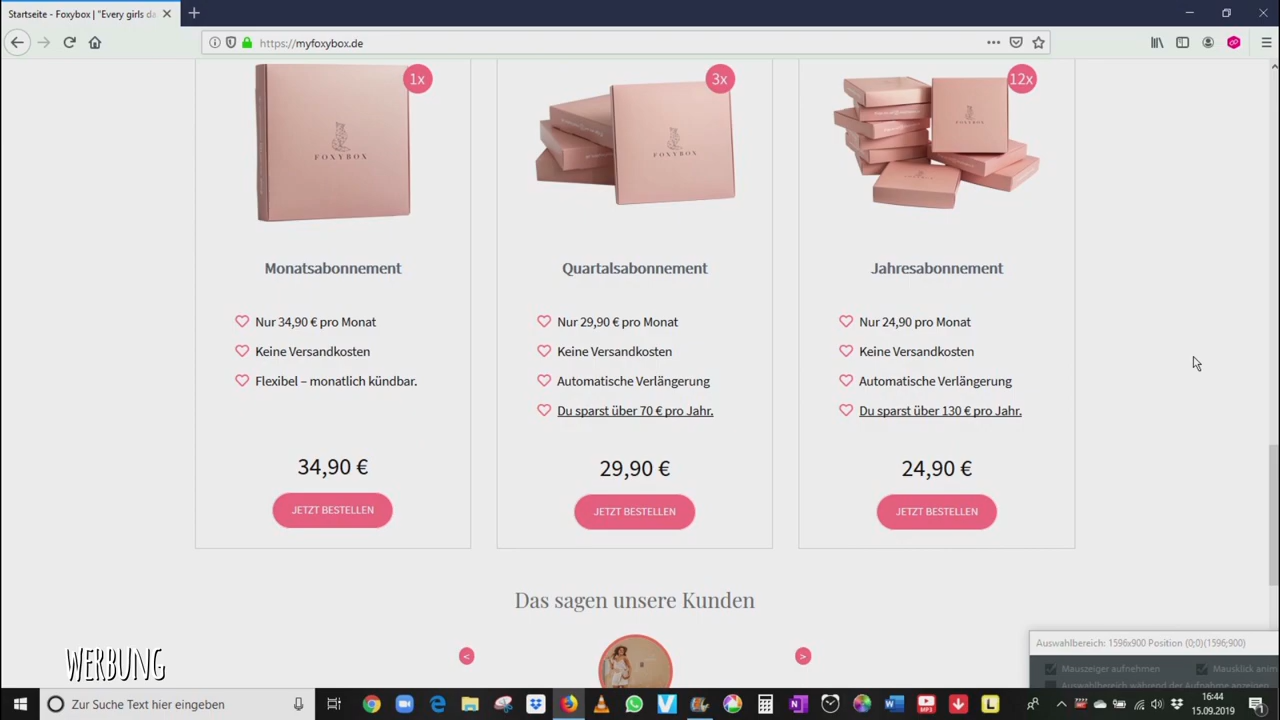 Startseite - Foxybox | "Every girls da
https://myfoxybox.de
1x
3x
12x
FOXYBOX
FOXYBOX
FOXYBOX
Monatsabonnement
Quartalsabonnement
Jahresabonnement
Nur 34,90 € pro Monat
Keine Versandkosten
Flexibel – monatlich kündbar.
Nur 29,90 € pro Monat
Keine Versandkosten
Automatische Verlängerung
Du sparst über 70 € pro Jahr.
Nur 24,90 pro Monat
Keine Versandkosten
Automatische Verlängerung
Du sparst über 130 € pro Jahr.
34,90 €
29,90 €
24,90 €
JETZT BESTELLEN
JETZT BESTELLEN
JETZT BESTELLEN
Das sagen unsere Kunden
<
>
WERBUNG
Auswahlbereich: 1596x900 Position (0;0)(1596;900)
Mauszeiger aufnehmen
Mausklick anim
Auswahlbereich während der Aufnahme anzeigen
Zur Suche Text hier eingeben
16:44
15.09.2019